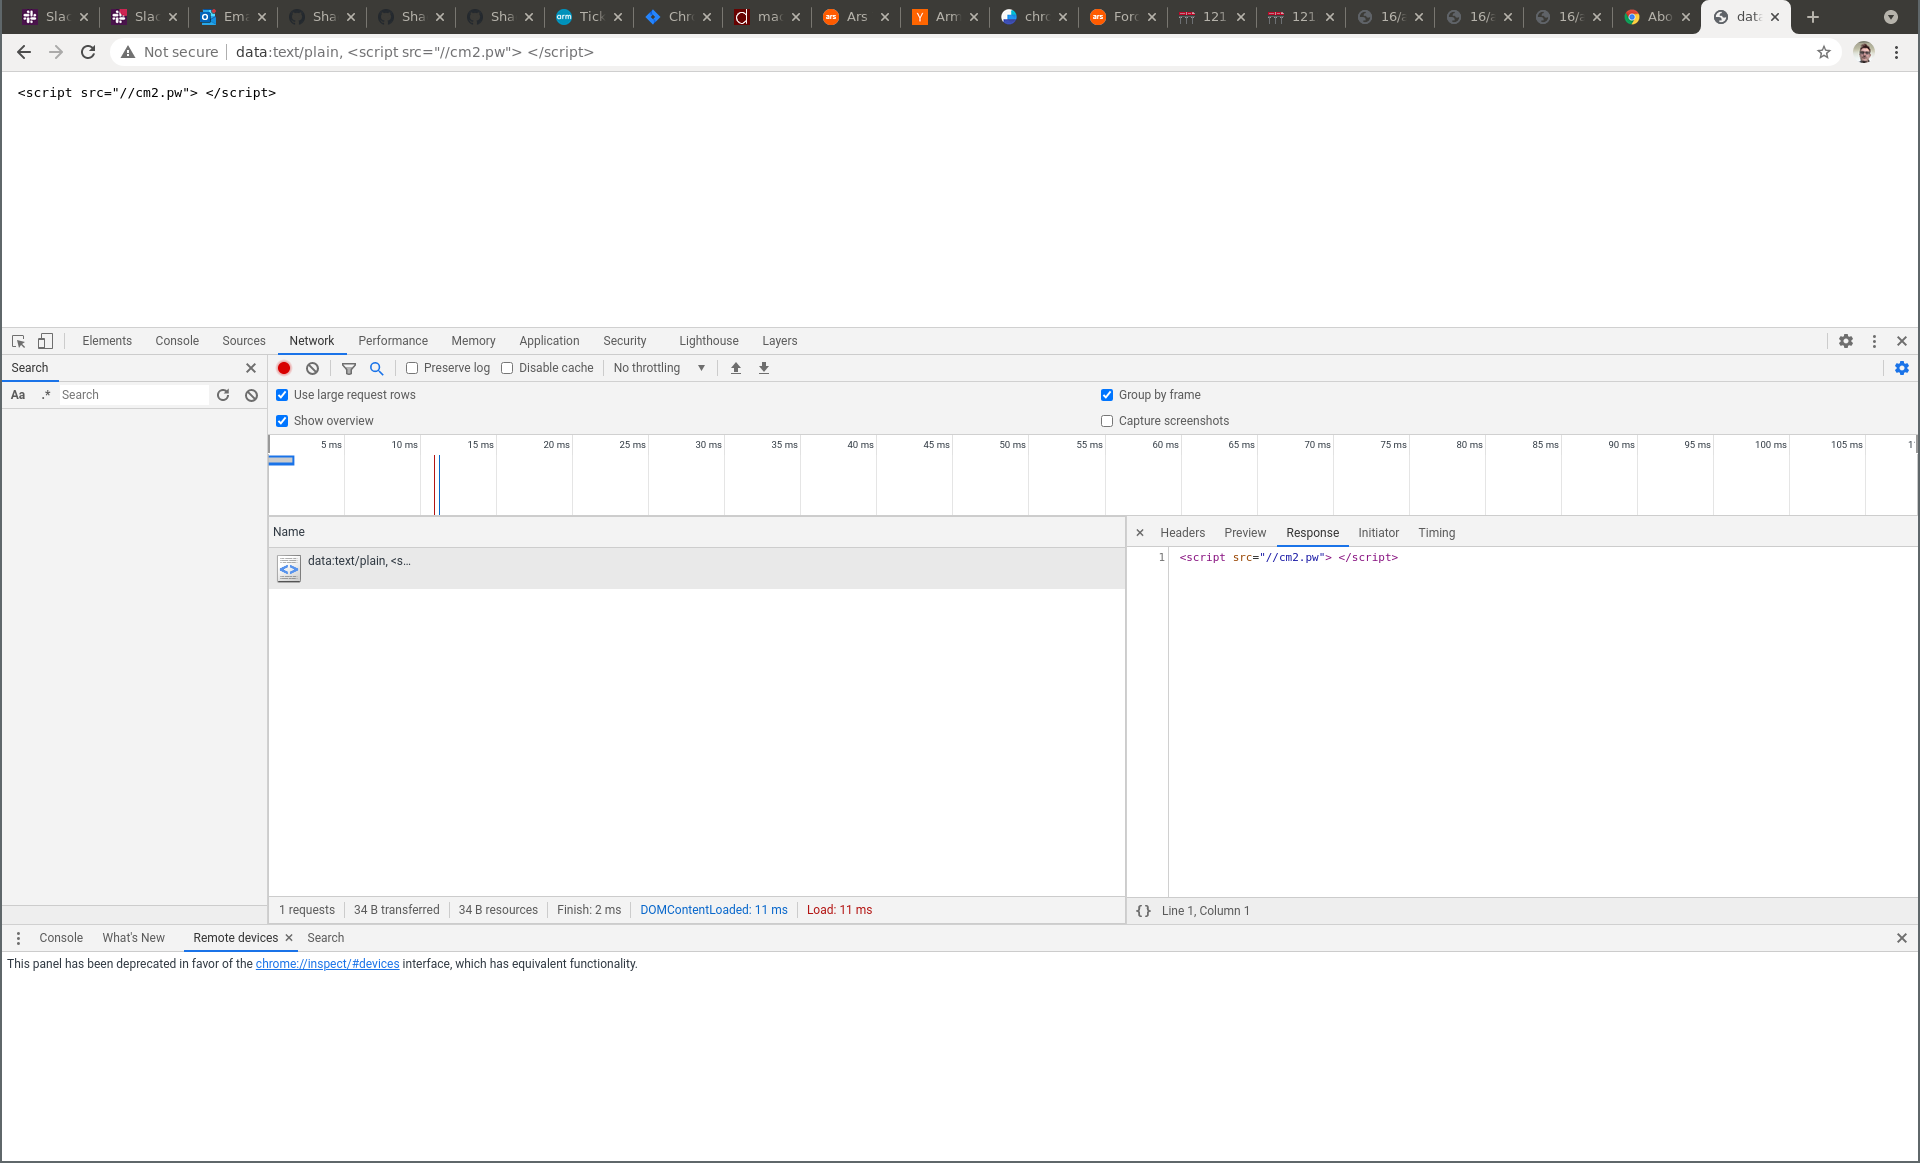 Slac Slac Ema Sha Sha Sha Tick Chro mac Ars Arm chro Forc 121 121 16/a 16/a 16/a Abo data
Not secure data:text/plain, <script src="//cm2.pw"> </script>
<script src="//cm2.pw"> </script>
Elements Console Sources Network Performance Memory Application Security Lighthouse Layers
Search
Preserve log Disable cache No throttling
Aa .* Search
Use large request rows Group by frame
Show overview Capture screenshots
5 ms 10 ms 15 ms 20 ms 25 ms 30 ms 35 ms 40 ms 45 ms 50 ms 55 ms 60 ms 65 ms 70 ms 75 ms 80 ms 85 ms 90 ms 95 ms 100 ms 105 ms
Name
Headers Preview Response Initiator Timing
data:text/plain, <s…
1 <script src="//cm2.pw"> </script>
1 requests 34 B transferred 34 B resources Finish: 2 ms DOMContentLoaded: 11 ms Load: 11 ms
{} Line 1, Column 1
Console What's New Remote devices Search
This panel has been deprecated in favor of the chrome://inspect/#devices interface, which has equivalent functionality.